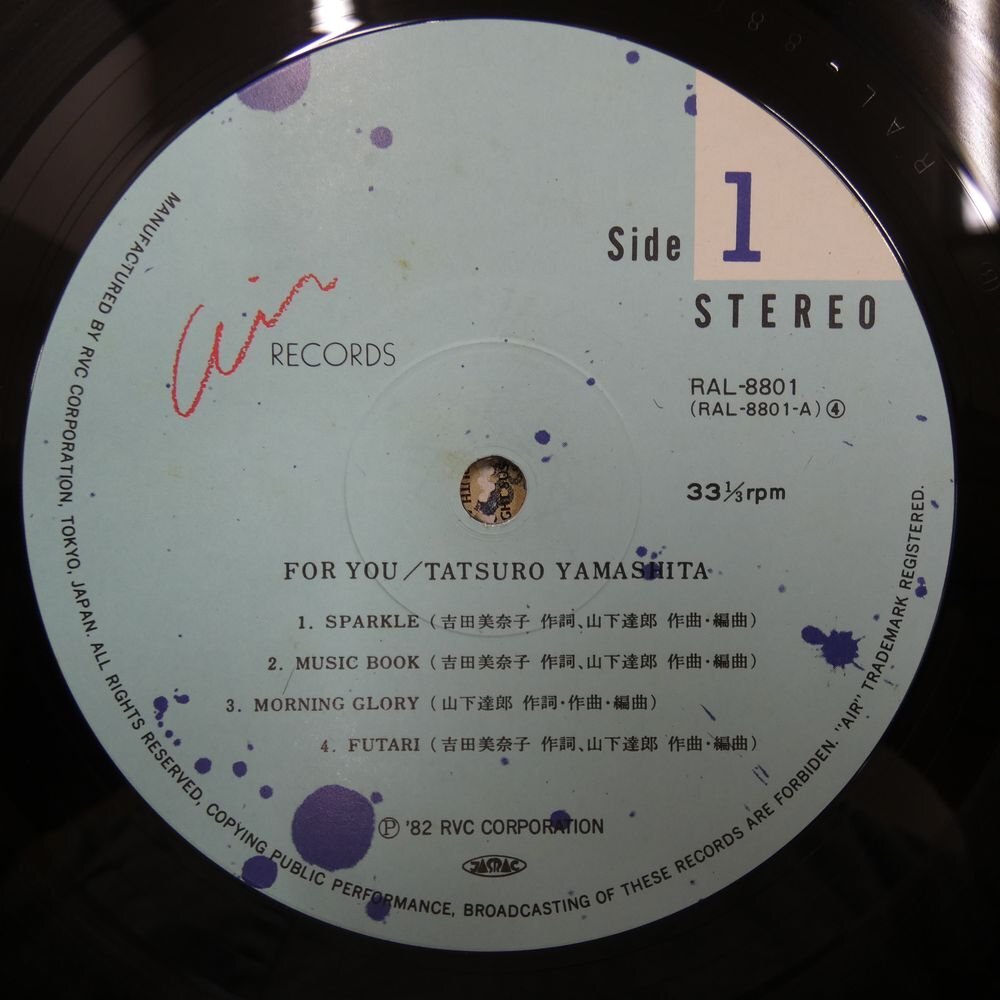 Side 1
STEREO
Air
RECORDS
RAL-8801
(RAL-8801-A)④
33⅓rpm
FOR YOU/TATSURO YAMASHITA
1. SPARKLE (吉田美奈子 作詞、山下達郎 作曲・編曲)
2. MUSIC BOOK (吉田美奈子 作詞、山下達郎 作曲・編曲)
3. MORNING GLORY (山下達郎 作詞・作曲・編曲)
4. FUTARI (吉田美奈子 作詞、山下達郎 作曲・編曲)
Ⓟ '82 RVC CORPORATION
JASRAC
MANUFACTURED BY RVC CORPORATION, TOKYO, JAPAN. ALL RIGHTS RESERVED, COPYING PUBLIC PERFORMANCE, BROADCASTING OF THESE RECORDS ARE FORBIDEN. "AIR" TRADEMARK REGISTERED.